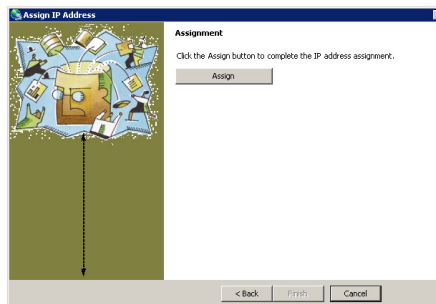 Assign IP Address
Assignment
Click the Assign button to complete the IP address assignment.
Assign
< Back
Finish
Cancel